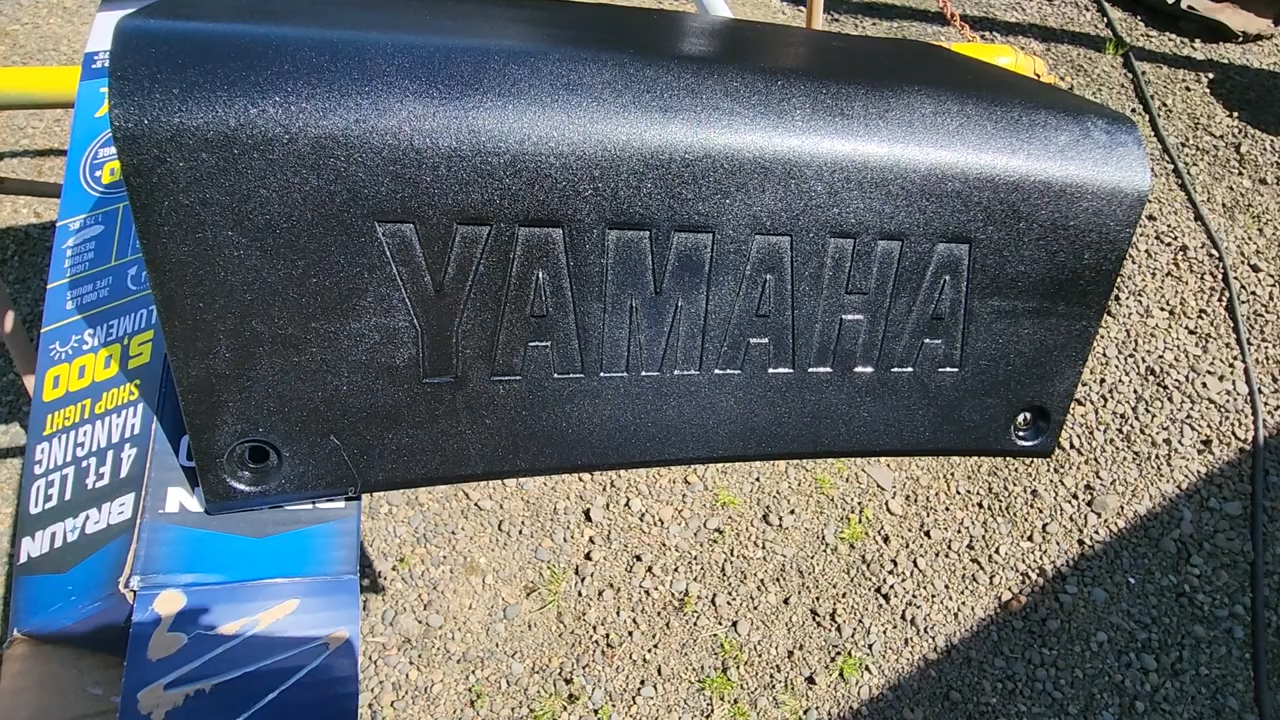 YAMAHA
BRAUN
4 Ft. LED
HANGING
SHOP LIGHT
5,000
LUMENS
30,000 LED
LIFE HOURS
LIGHT
WEIGHT
DESIGN
1.75 LBS.